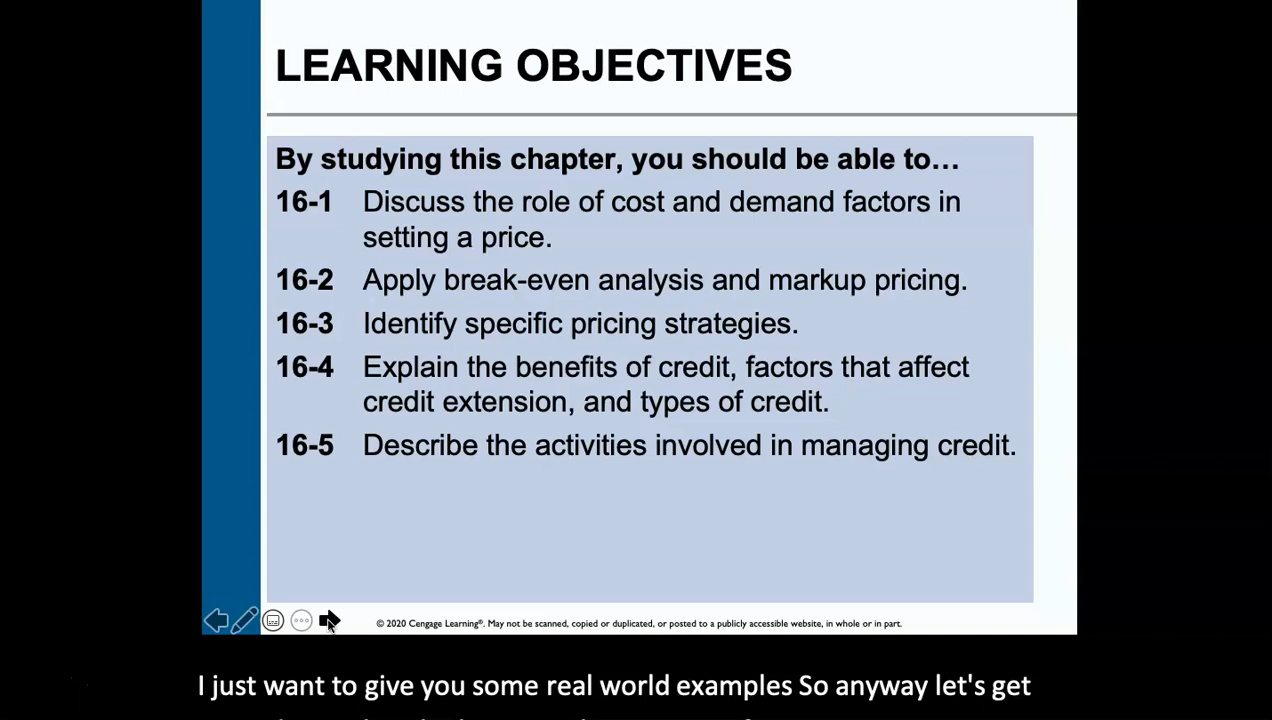 LEARNING OBJECTIVES
By studying this chapter, you should be able to…
16-1 Discuss the role of cost and demand factors in
setting a price.
16-2 Apply break-even analysis and markup pricing.
16-3 Identify specific pricing strategies.
16-4 Explain the benefits of credit, factors that affect
credit extension, and types of credit.
16-5 Describe the activities involved in managing credit.
© 2020 Cengage Learning®. May not be scanned, copied or duplicated, or posted to a publicly accessible website, in whole or in part.
I just want to give you some real world examples So anyway let's get